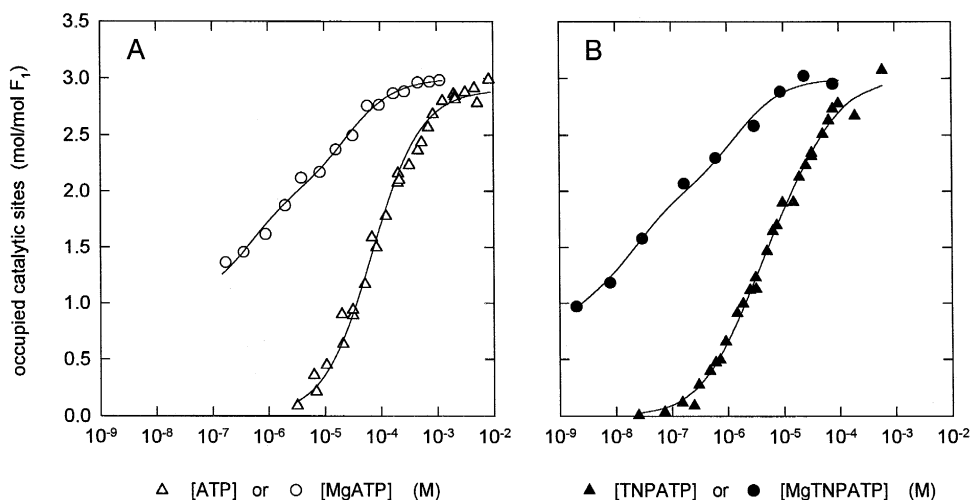 A
B
occupied catalytic sites (mol/mol F₁)
3.5
3.0
2.5
2.0
1.5
1.0
0.5
0.0
10⁻⁹ 10⁻⁸ 10⁻⁷ 10⁻⁶ 10⁻⁵ 10⁻⁴ 10⁻³ 10⁻²
10⁻⁹ 10⁻⁸ 10⁻⁷ 10⁻⁶ 10⁻⁵ 10⁻⁴ 10⁻³ 10⁻²
△ [ATP] or ○ [MgATP] (M)
▲ [TNPATP] or ● [MgTNPATP] (M)